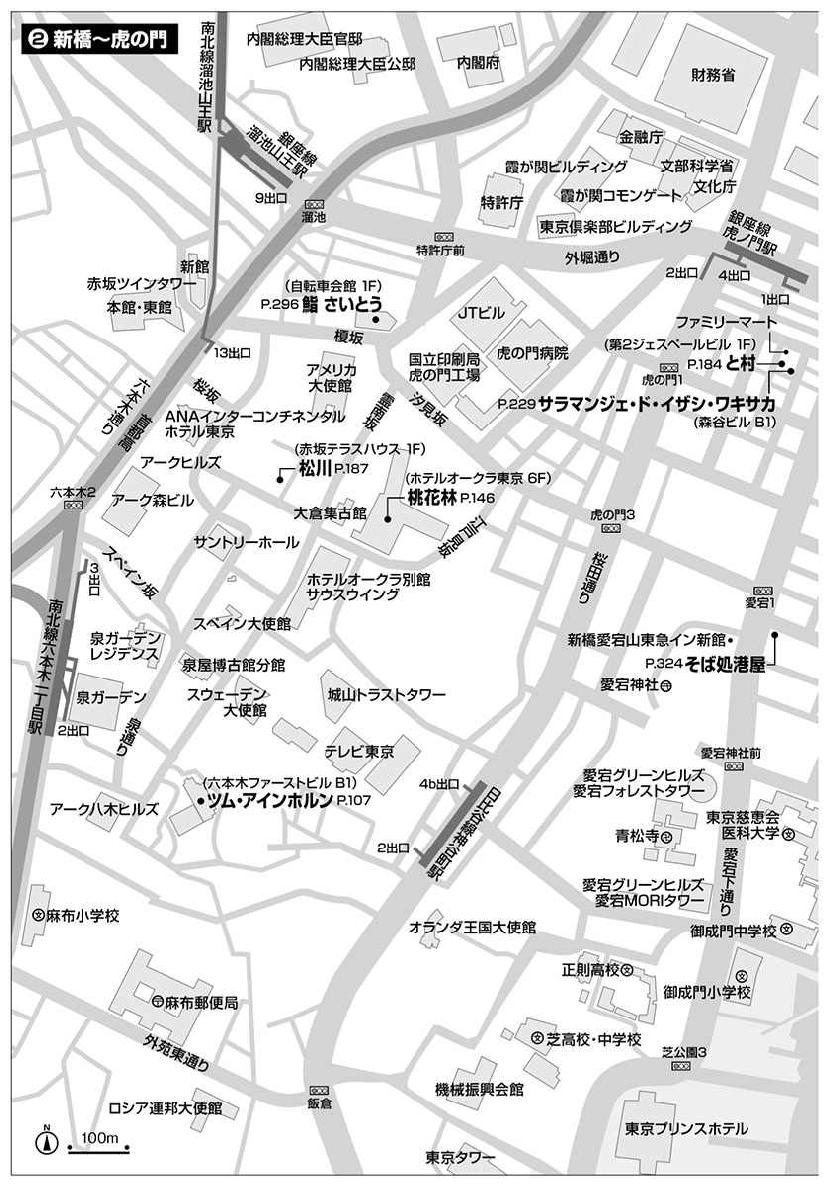 ❷ 新橋〜虎の門
南北線溜池山王駅
内閣総理大臣官邸
内閣総理大臣公邸
内閣府
財務省
銀座線
溜池山王駅
9出口
溜池
金融庁
霞が関ビルディング
文部科学省
文化庁
特許庁
霞が関コモンゲート
東京倶楽部ビルディング
特許庁前
外堀通り
銀座線
虎ノ門駅
2出口
4出口
1出口
新館
赤坂ツインタワー
本館・東館
(自転車会館 1F)
P.296 鮨 さいとう
JTビル
ファミリーマート
(第2ジェスペールビル 1F)
P.184 と村
虎の門1
13出口
榎坂
国立印刷局
虎の門工場
虎の門病院
P.229 サラマンジェ・ド・イザシ・ワキサカ
(森谷ビル B1)
アメリカ
大使館
桜坂
霊南坂
汐見坂
首都高
六本木通り
ANAインターコンチネンタル
ホテル東京
(赤坂テラスハウス 1F)
松川 P.187
アークヒルズ
(ホテルオークラ東京 6F)
桃花林 P.146
六本木2
アーク森ビル
大倉集古館
虎の門3
サントリーホール
江戸見坂
桜田通り
スペイン坂
3出口
ホテルオークラ別館
サウスウィング
愛宕1
南北線六本木一丁目駅
スペイン大使館
泉ガーデン
レジデンス
新橋愛宕山東急イン新館
P.324 そば処港屋
泉屋博古館分館
愛宕神社
スウェーデン
大使館
城山トラストタワー
泉ガーデン
2出口
泉通り
テレビ東京
愛宕神社前
(六本木ファーストビル B1)
ツム・アインホルン P.107
4b出口
愛宕グリーンヒルズ
愛宕フォレストタワー
アーク八木ヒルズ
日比谷線神谷町駅
東京慈恵会
医科大学
2出口
青松寺
愛宕下通り
愛宕グリーンヒルズ
愛宕MORIタワー
麻布小学校
オランダ王国大使館
御成門中学校
正則高校
御成門小学校
麻布郵便局
外苑東通り
芝高校・中学校
芝公園3
機械振興会館
飯倉
ロシア連邦大使館
東京プリンスホテル
N
100m
東京タワー